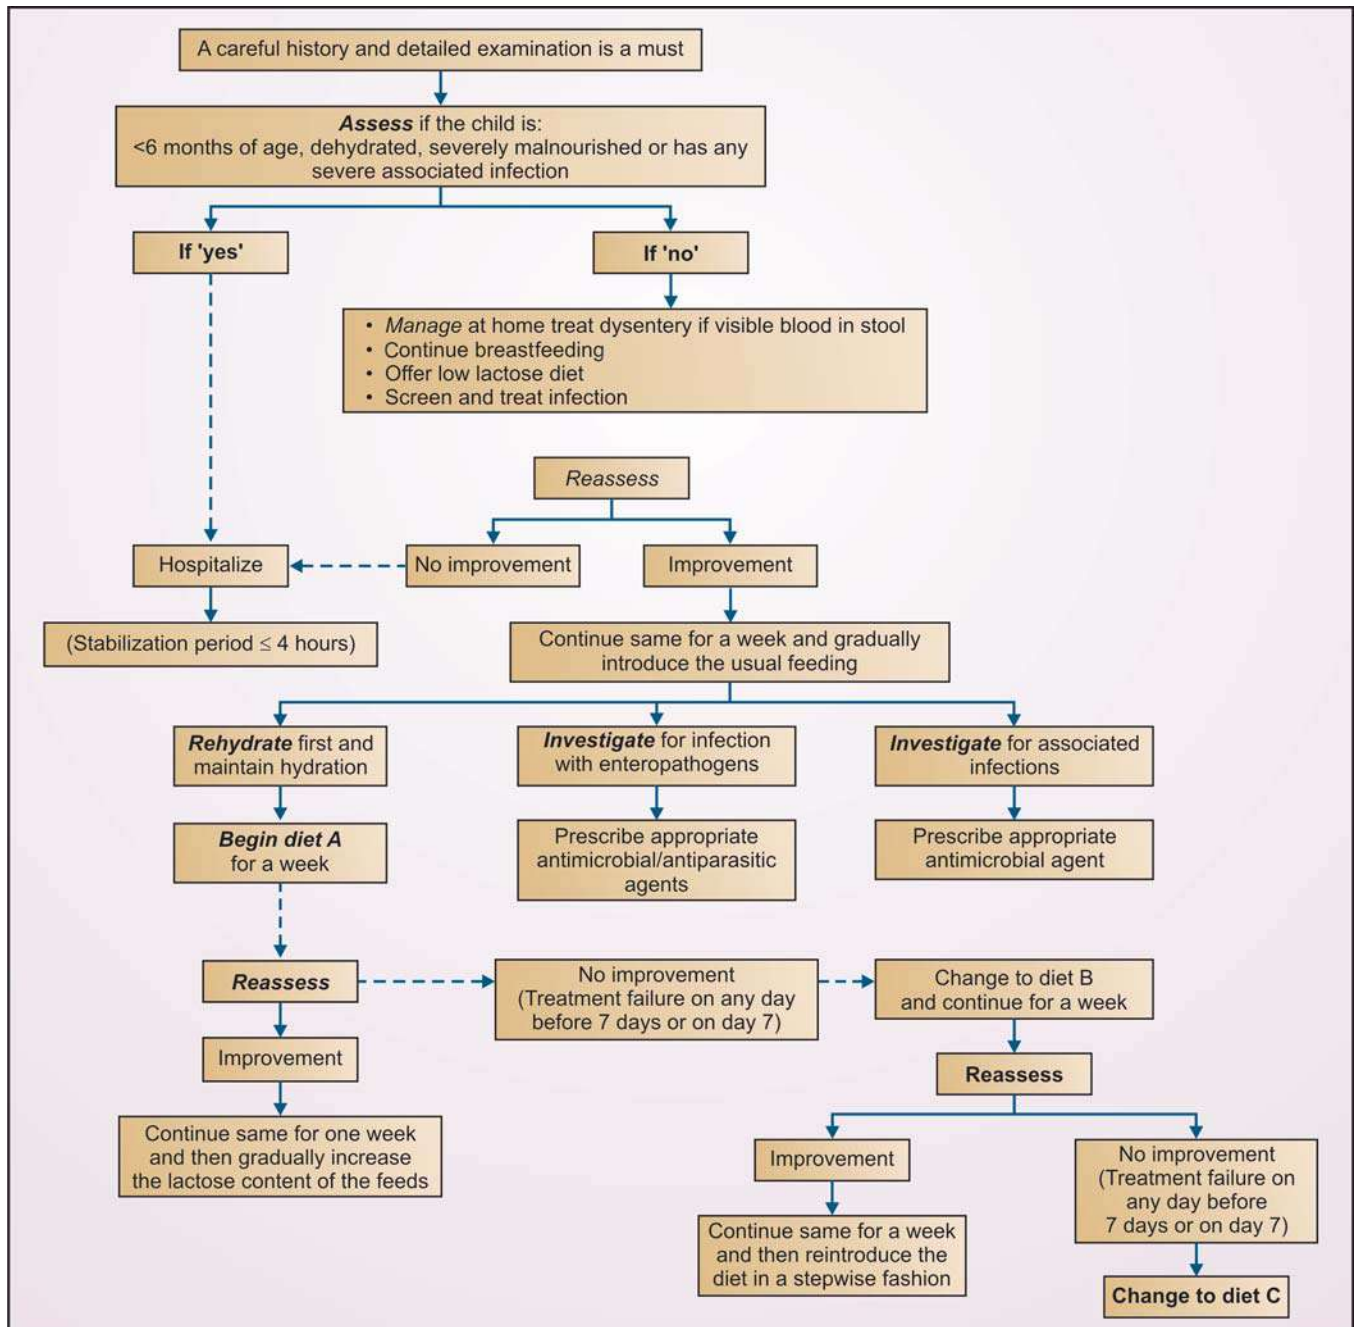 A careful history and detailed examination is a must
Assess if the child is:
<6 months of age, dehydrated, severely malnourished or has any
severe associated infection
If 'yes'
If 'no'
• Manage at home treat dysentery if visible blood in stool
• Continue breastfeeding
• Offer low lactose diet
• Screen and treat infection
Reassess
Hospitalize
No improvement
Improvement
(Stabilization period ≤ 4 hours)
Continue same for a week and gradually
introduce the usual feeding
Rehydrate first and
maintain hydration
Investigate for infection
with enteropathogens
Investigate for associated
infections
Begin diet A
for a week
Prescribe appropriate
antimicrobial/antiparasitic
agents
Prescribe appropriate
antimicrobial agent
Reassess
No improvement
(Treatment failure on any day
before 7 days or on day 7)
Change to diet B
and continue for a week
Improvement
Reassess
Continue same for one week
and then gradually increase
the lactose content of the feeds
Improvement
No improvement
(Treatment failure on
any day before
7 days or on day 7)
Continue same for a week
and then reintroduce the
diet in a stepwise fashion
Change to diet C